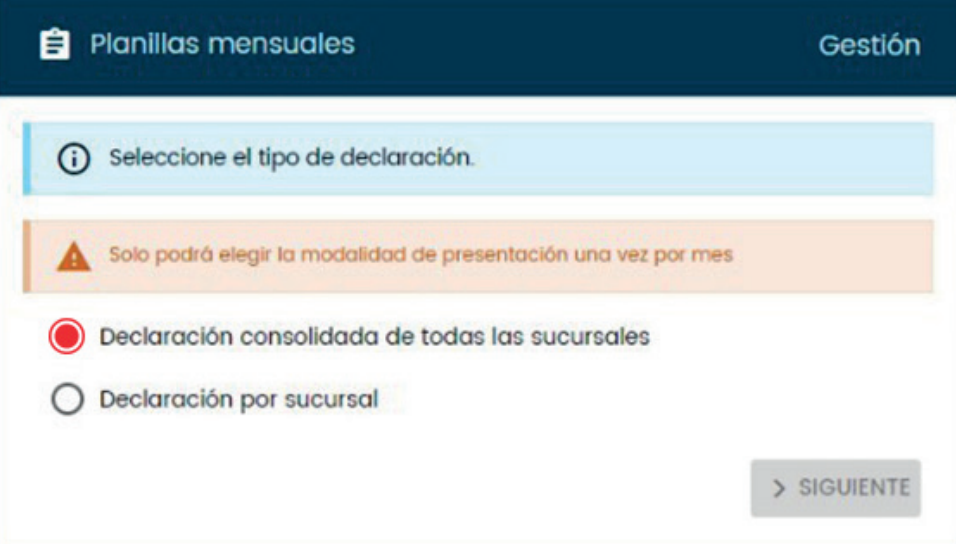 Planillas mensuales
Gestión
Seleccione el tipo de declaración.
Solo podrá elegir la modalidad de presentación una vez por mes
Declaración consolidada de todas las sucursales
Declaración por sucursal
> SIGUIENTE